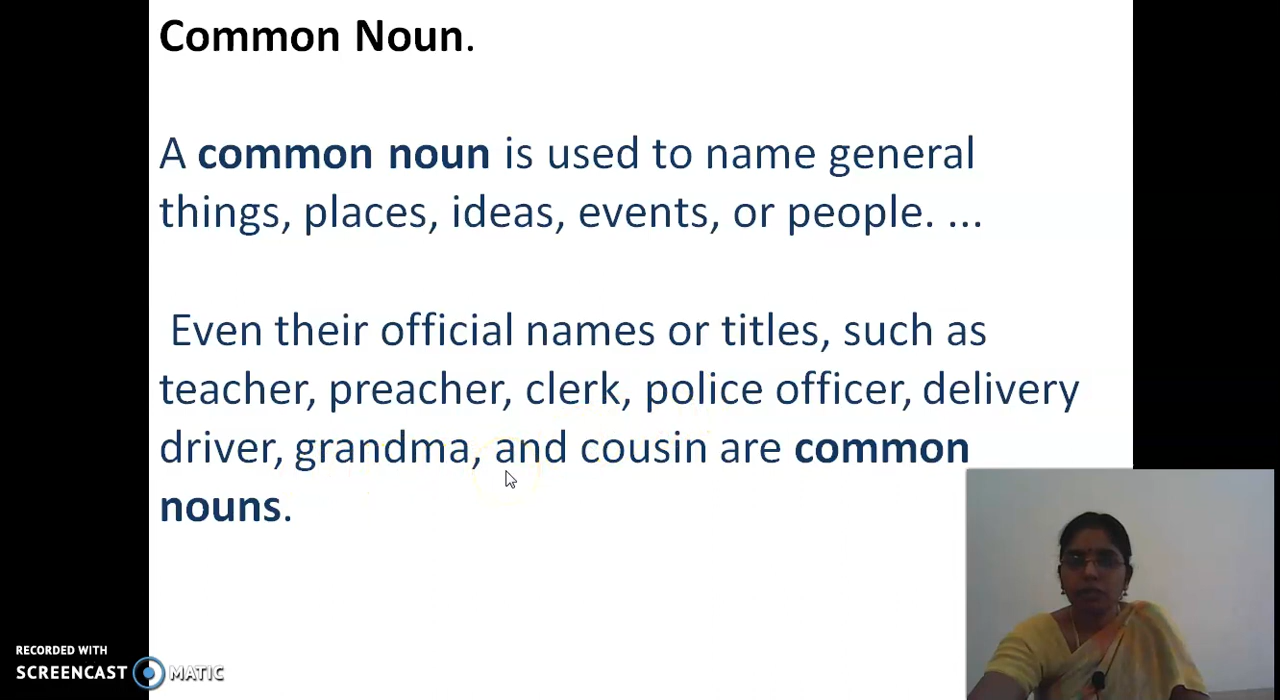 Common Noun.
A common noun is used to name general
things, places, ideas, events, or people. ...
Even their official names or titles, such as
teacher, preacher, clerk, police officer, delivery
driver, grandma, and cousin are common
nouns.
RECORDED WITH
SCREENCAST MATIC